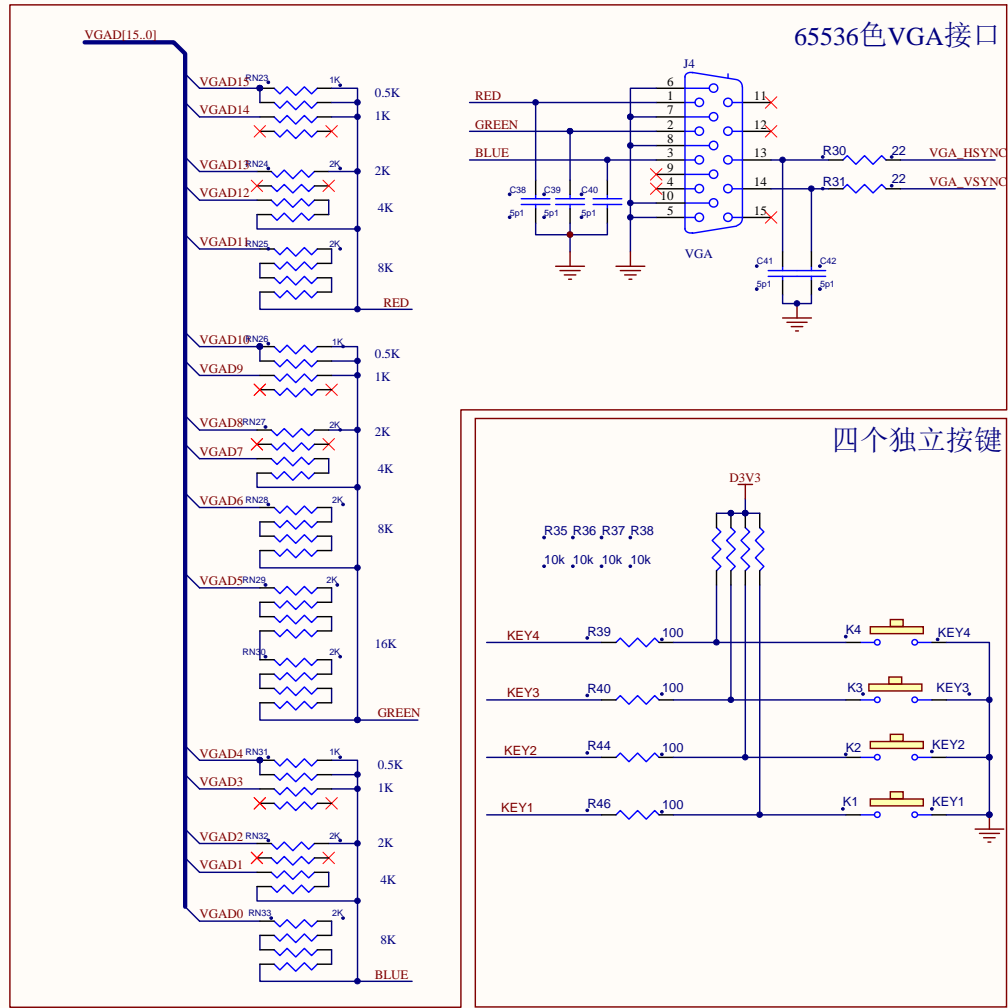 VGAD[15..0]
65536色VGA接口
VGAD15
RN23
1K
0.5K
VGAD14
1K
VGAD13
RN24
2K
2K
VGAD12
4K
VGAD11
RN25
2K
8K
RED
VGAD10
RN26
1K
0.5K
VGAD9
1K
VGAD8
RN27
2K
2K
VGAD7
4K
VGAD6
RN28
2K
8K
VGAD5
RN29
2K
RN30
2K
16K
GREEN
VGAD4
RN31
1K
0.5K
VGAD3
1K
VGAD2
RN32
2K
2K
VGAD1
4K
VGAD0
RN33
2K
8K
BLUE
J4
RED
GREEN
BLUE
6
1
7
2
8
3
9
4
10
5
11
12
13
14
15
VGA
C38
C39
C40
5p1
5p1
5p1
R30
22
VGA_HSYNC
R31
22
VGA_VSYNC
C41
C42
5p1
5p1
四个独立按键
D3V3
R35 R36 R37 R38
10k 10k 10k 10k
KEY4
R39
100
K4
KEY4
KEY3
R40
100
K3
KEY3
KEY2
R44
100
K2
KEY2
KEY1
R46
100
K1
KEY1